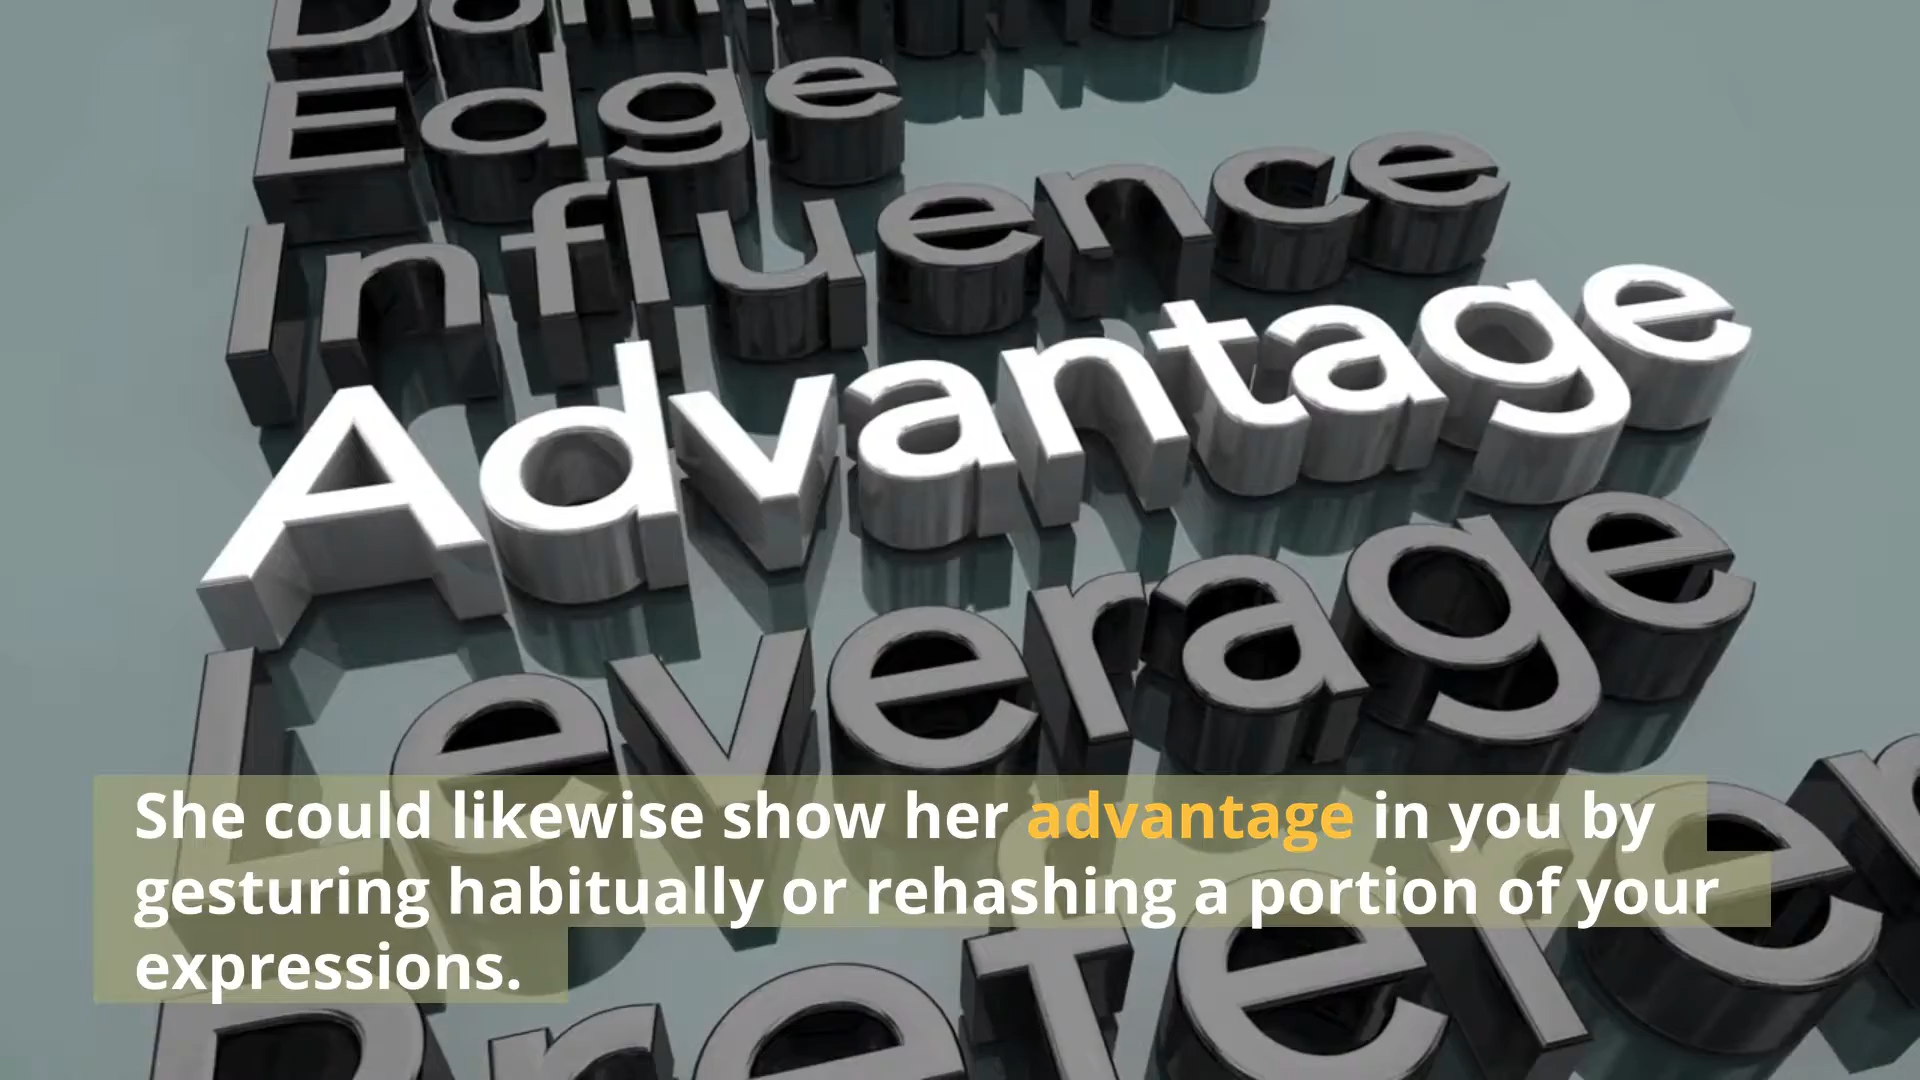 Edge
Influence
Advantage
Leverage
She could likewise show her advantage in you by
gesturing habitually or rehashing a portion of your
expressions.